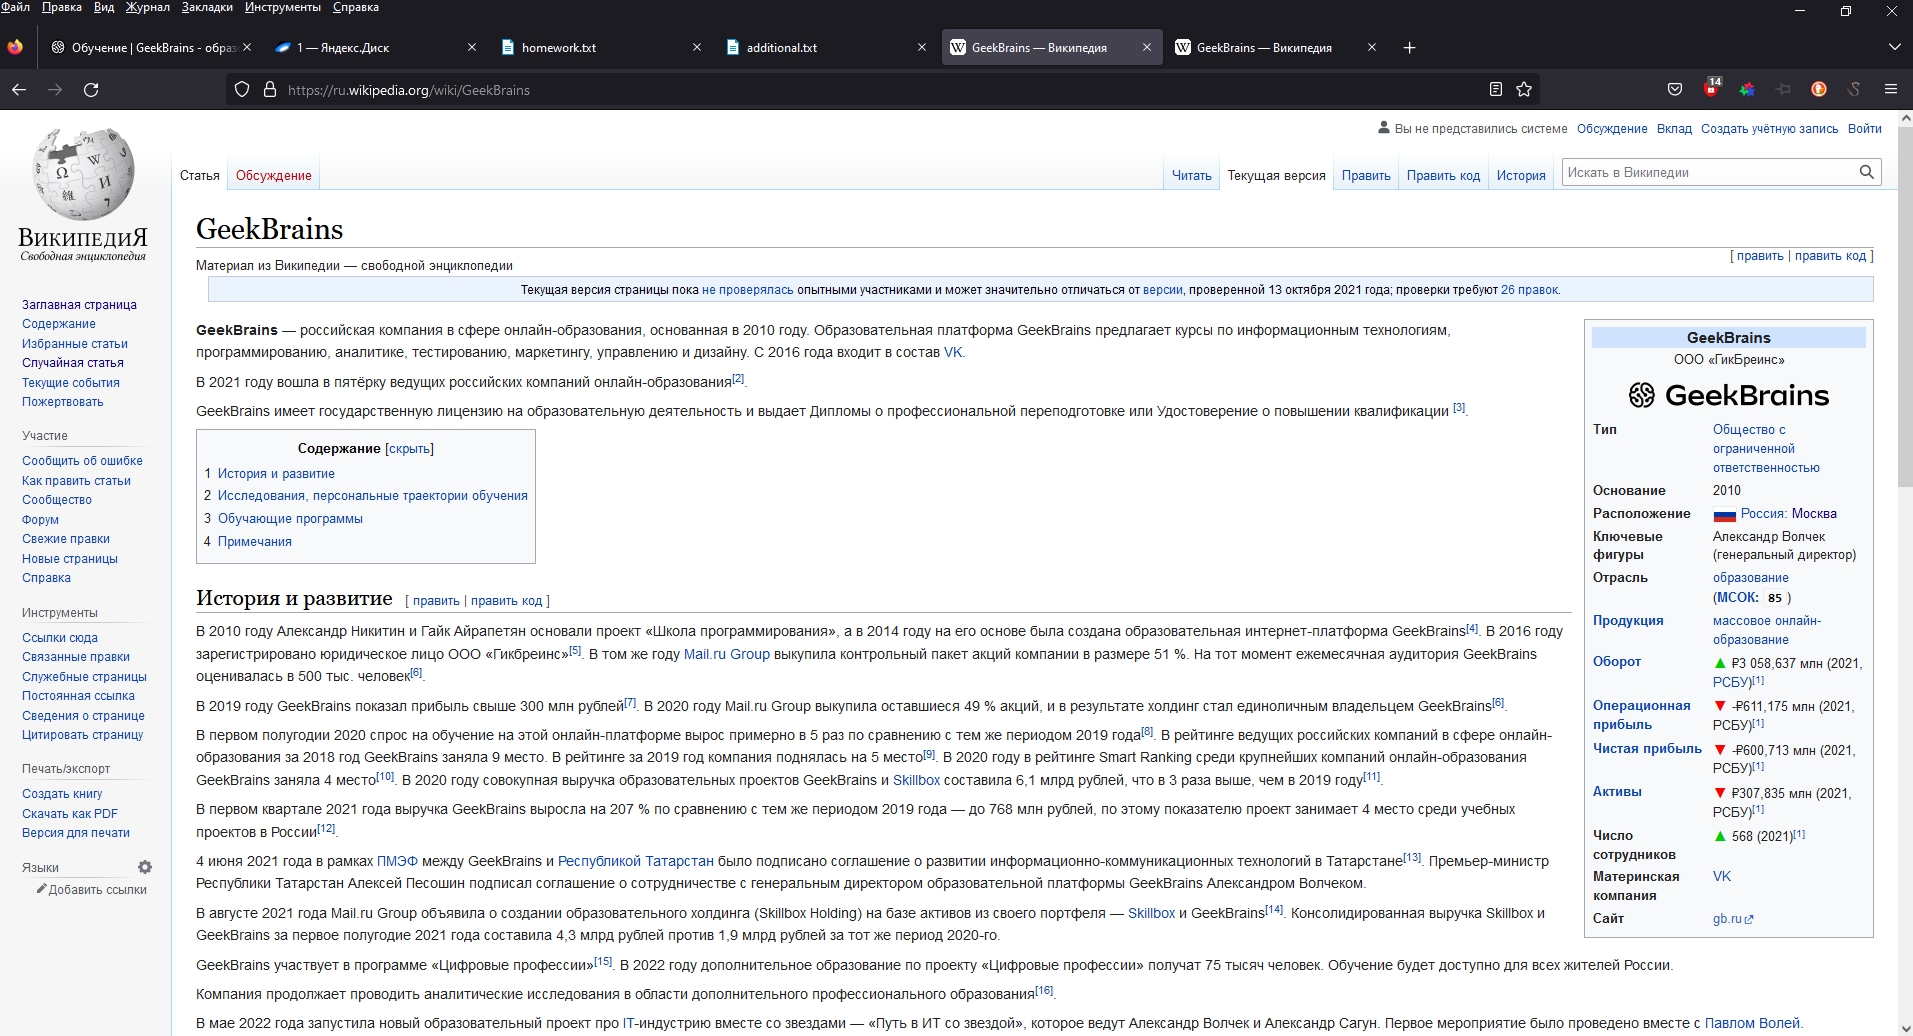 Файл Правка Вид Журнал Закладки Инструменты Справка
Обучение | GeekBrains - образ
1 — Яндекс.Диск
homework.txt
additional.txt
GeekBrains — Википедия
GeekBrains — Википедия
https://ru.wikipedia.org/wiki/GeekBrains
14
Вы не представились системе Обсуждение Вклад Создать учётную запись Войти
Статья Обсуждение
Читать Текущая версия Править Править код История
Искать в Википедии
ВикипедиЯ
Свободная энциклопедия
Заглавная страница
Содержание
Избранные статьи
Случайная статья
Текущие события
Пожертвовать
Участие
Сообщить об ошибке
Как править статьи
Сообщество
Форум
Свежие правки
Новые страницы
Справка
Инструменты
Ссылки сюда
Связанные правки
Служебные страницы
Постоянная ссылка
Сведения о странице
Цитировать страницу
Печать/экспорт
Создать книгу
Скачать как PDF
Версия для печати
Языки
Добавить ссылки
GeekBrains
[ править | править код ]
Материал из Википедии — свободной энциклопедии
Текущая версия страницы пока не проверялась опытными участниками и может значительно отличаться от версии, проверенной 13 октября 2021 года; проверки требуют 26 правок.
GeekBrains — российская компания в сфере онлайн-образования, основанная в 2010 году. Образовательная платформа GeekBrains предлагает курсы по информационным технологиям,
программированию, аналитике, тестированию, маркетингу, управлению и дизайну. С 2016 года входит в состав VK.
В 2021 году вошла в пятёрку ведущих российских компаний онлайн-образования[2].
GeekBrains имеет государственную лицензию на образовательную деятельность и выдает Дипломы о профессиональной переподготовке или Удостоверение о повышении квалификации [3].
Содержание [скрыть]
1 История и развитие
2 Исследования, персональные траектории обучения
3 Обучающие программы
4 Примечания
История и развитие [ править | править код ]
В 2010 году Александр Никитин и Гайк Айрапетян основали проект «Школа программирования», а в 2014 году на его основе была создана образовательная интернет-платформа GeekBrains[4]. В 2016 году
зарегистрировано юридическое лицо ООО «Гикбреинс»[5]. В том же году Mail.ru Group выкупила контрольный пакет акций компании в размере 51 %. На тот момент ежемесячная аудитория GeekBrains
оценивалась в 500 тыс. человек[6].
В 2019 году GeekBrains показал прибыль свыше 300 млн рублей[7]. В 2020 году Mail.ru Group выкупила оставшиеся 49 % акций, и в результате холдинг стал единоличным владельцем GeekBrains[6].
В первом полугодии 2020 спрос на обучение на этой онлайн-платформе вырос примерно в 5 раз по сравнению с тем же периодом 2019 года[8]. В рейтинге ведущих российских компаний в сфере онлайн-
образования за 2018 год GeekBrains заняла 9 место. В рейтинге за 2019 год компания поднялась на 5 место[9]. В 2020 году в рейтинге Smart Ranking среди крупнейших компаний онлайн-образования
GeekBrains заняла 4 место[10]. В 2020 году совокупная выручка образовательных проектов GeekBrains и Skillbox составила 6,1 млрд рублей, что в 3 раза выше, чем в 2019 году[11].
В первом квартале 2021 года выручка GeekBrains выросла на 207 % по сравнению с тем же периодом 2019 года — до 768 млн рублей, по этому показателю проект занимает 4 место среди учебных
проектов в России[12].
4 июня 2021 года в рамках ПМЭФ между GeekBrains и Республикой Татарстан было подписано соглашение о развитии информационно-коммуникационных технологий в Татарстане[13]. Премьер-министр
Республики Татарстан Алексей Песошин подписал соглашение о сотрудничестве с генеральным директором образовательной платформы GeekBrains Александром Волчеком.
В августе 2021 года Mail.ru Group объявила о создании образовательного холдинга (Skillbox Holding) на базе активов из своего портфеля — Skillbox и GeekBrains[14]. Консолидированная выручка Skillbox и
GeekBrains за первое полугодие 2021 года составила 4,3 млрд рублей против 1,9 млрд рублей за тот же период 2020-го.
GeekBrains участвует в программе «Цифровые профессии»[15]. В 2022 году дополнительное образование по проекту «Цифровые профессии» получат 75 тысяч человек. Обучение будет доступно для всех жителей России.
Компания продолжает проводить аналитические исследования в области дополнительного профессионального образования[16].
В мае 2022 года запустила новый образовательный проект про IT-индустрию вместе со звездами — «Путь в ИТ со звездой», которое ведут Александр Волчек и Александр Сагун. Первое мероприятие было проведено вместе с Павлом Волей.
GeekBrains
ООО «ГикБреинс»
GeekBrains
Тип Общество с
ограниченной
ответственностью
Основание 2010
Расположение Россия: Москва
Ключевые Александр Волчек
фигуры (генеральный директор)
Отрасль образование
(МСОК: 85 )
Продукция массовое онлайн-
образование
Оборот ▲ ₽3 058,637 млн (2021,
РСБУ)[1]
Операционная ▼ -₽611,175 млн (2021,
прибыль РСБУ)[1]
Чистая прибыль ▼ -₽600,713 млн (2021,
РСБУ)[1]
Активы ▼ ₽307,835 млн (2021,
РСБУ)[1]
Число ▲ 568 (2021)[1]
сотрудников
Материнская VK
компания
Сайт gb.ru